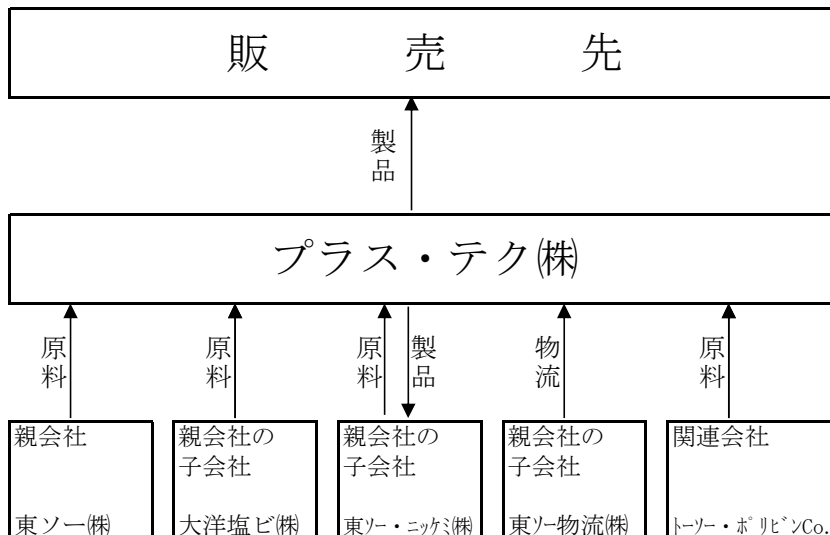 販売先
製品
プラス・テク㈱
原料
原料
原料
製品
物流
原料
親会社
東ソー㈱
親会社の
子会社
大洋塩ビ㈱
親会社の
子会社
東ソー・ニッケミ㈱
親会社の
子会社
東ソー物流㈱
関連会社
トーソー・ポリビンCo.